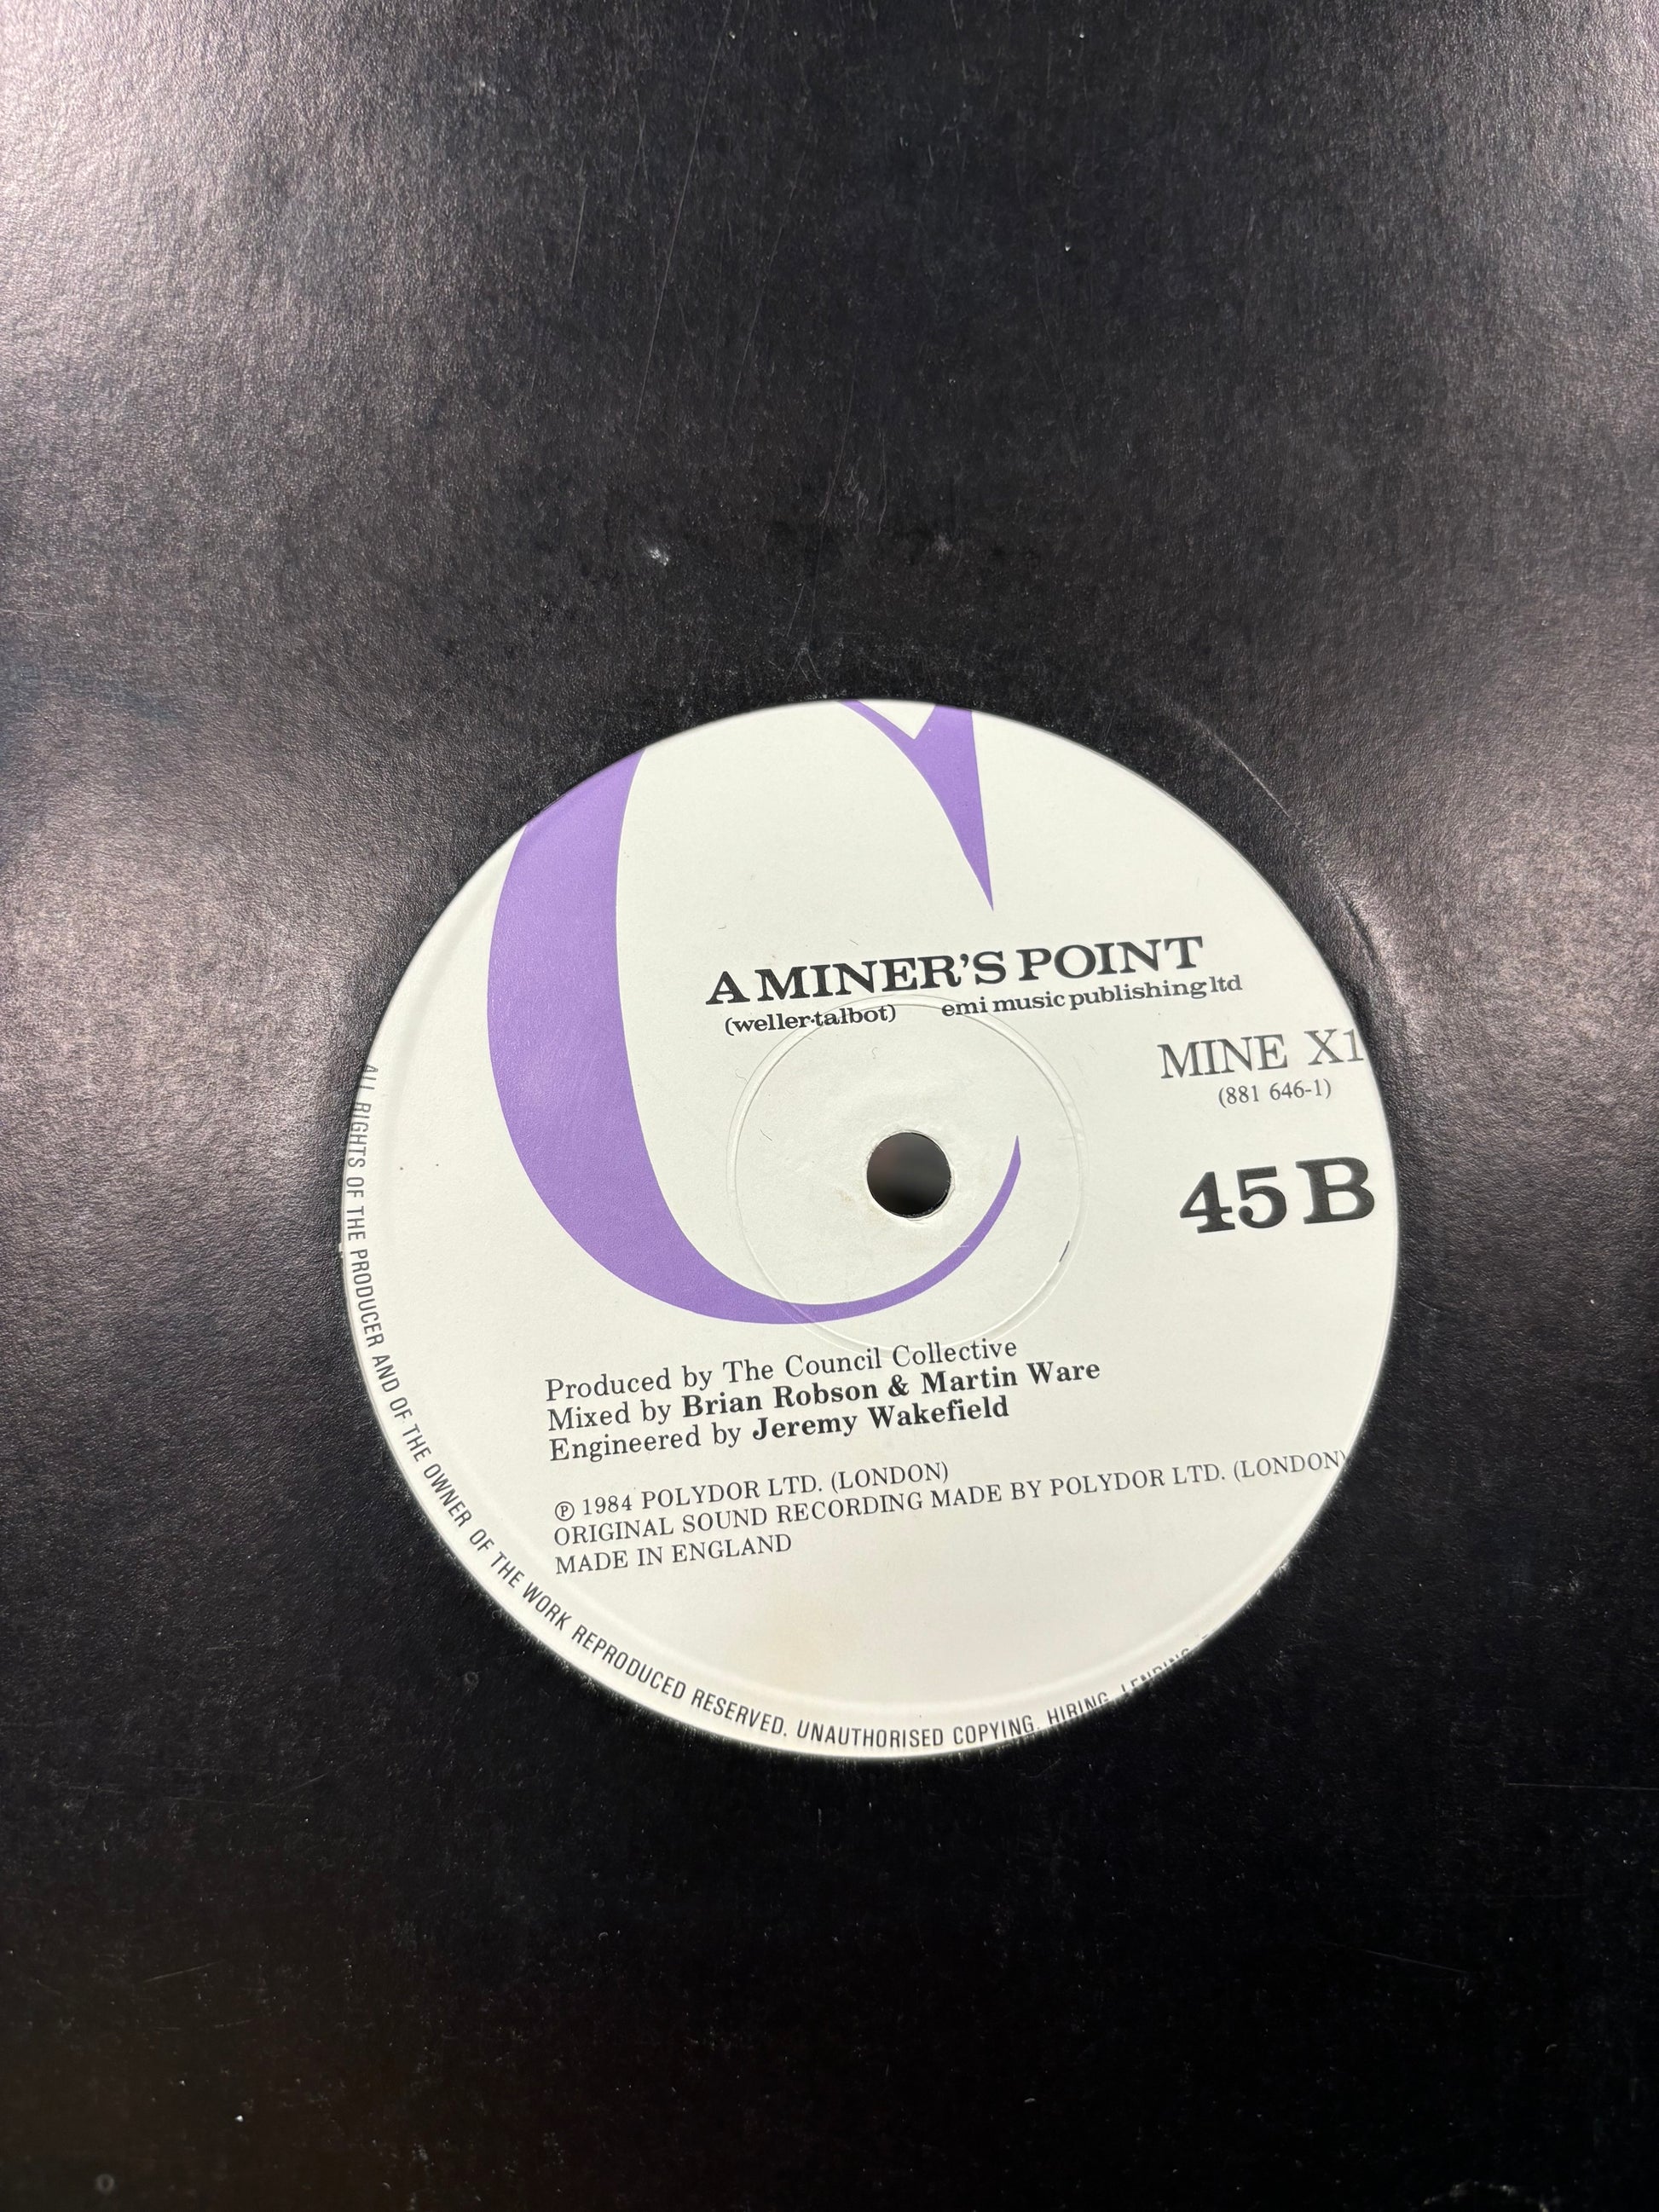 A MINER'S POINT
(weller·talbot) emi music publishing ltd
MINE X1
(881 646-1)
45 B
Produced by The Council Collective
Mixed by Brian Robson & Martin Ware
Engineered by Jeremy Wakefield
℗ 1984 POLYDOR LTD. (LONDON)
ORIGINAL SOUND RECORDING MADE BY POLYDOR LTD. (LONDON)
MADE IN ENGLAND
ALL RIGHTS OF THE PRODUCER AND OF THE OWNER OF THE WORK REPRODUCED RESERVED. UNAUTHORISED COPYING. HIRING. LENDING.